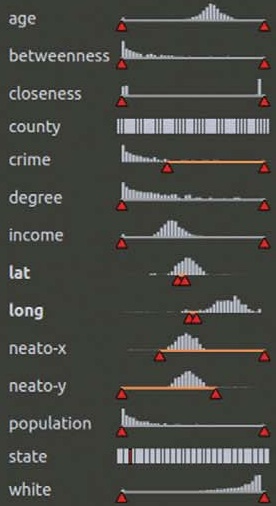 age
betweenness
closeness
county
crime
degree
income
lat
long
neato-x
neato-y
population
state
white